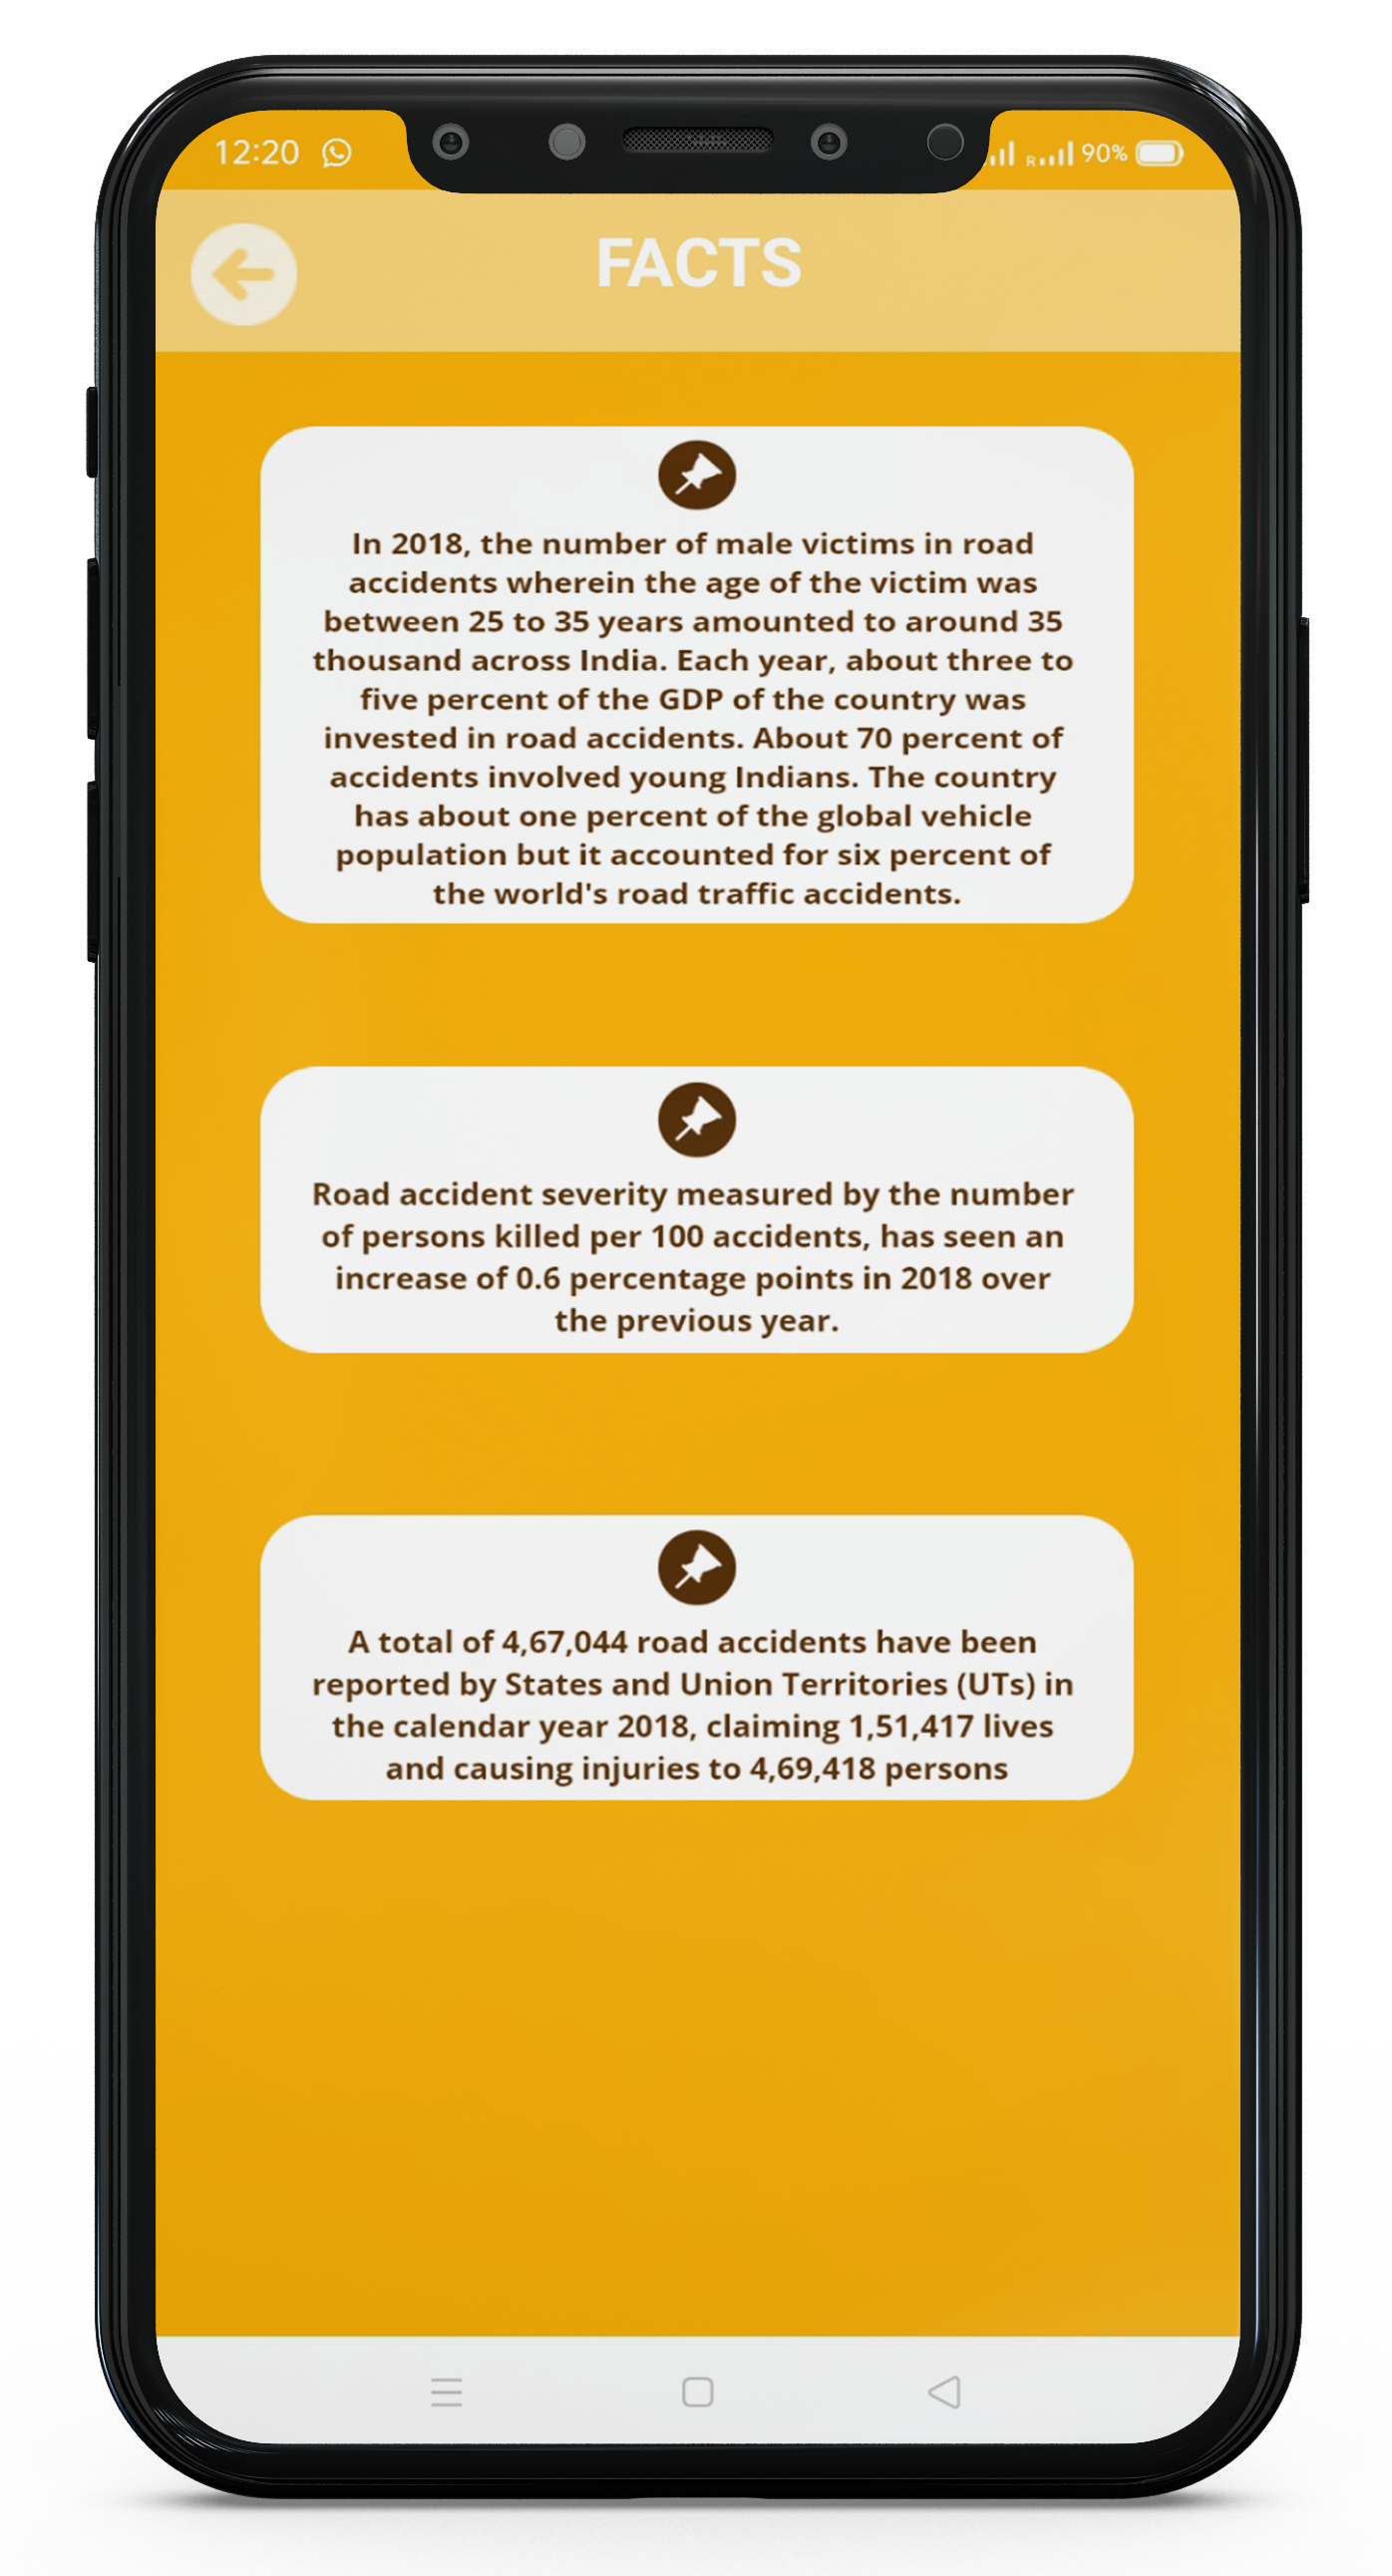 12:20
R 90%
FACTS
In 2018, the number of male victims in road
accidents wherein the age of the victim was
between 25 to 35 years amounted to around 35
thousand across India. Each year, about three to
five percent of the GDP of the country was
invested in road accidents. About 70 percent of
accidents involved young Indians. The country
has about one percent of the global vehicle
population but it accounted for six percent of
the world's road traffic accidents.
Road accident severity measured by the number
of persons killed per 100 accidents, has seen an
increase of 0.6 percentage points in 2018 over
the previous year.
A total of 4,67,044 road accidents have been
reported by States and Union Territories (UTs) in
the calendar year 2018, claiming 1,51,417 lives
and causing injuries to 4,69,418 persons